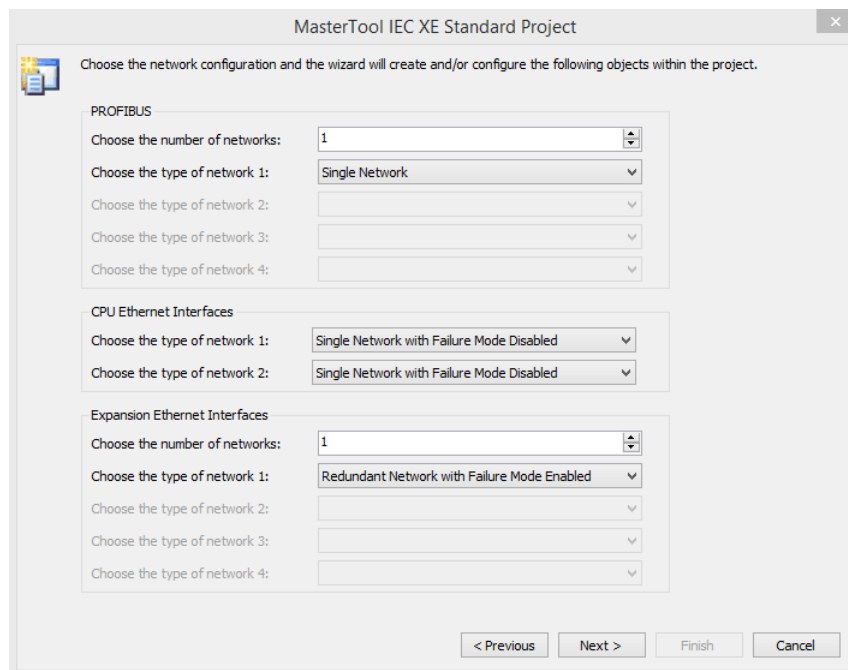 MasterTool IEC XE Standard Project
Choose the network configuration and the wizard will create and/or configure the following objects within the project.
PROFIBUS
Choose the number of networks: 1
Choose the type of network 1: Single Network
Choose the type of network 2:
Choose the type of network 3:
Choose the type of network 4:
CPU Ethernet Interfaces
Choose the type of network 1: Single Network with Failure Mode Disabled
Choose the type of network 2: Single Network with Failure Mode Disabled
Expansion Ethernet Interfaces
Choose the number of networks: 1
Choose the type of network 1: Redundant Network with Failure Mode Enabled
Choose the type of network 2:
Choose the type of network 3:
Choose the type of network 4:
< Previous Next > Finish Cancel